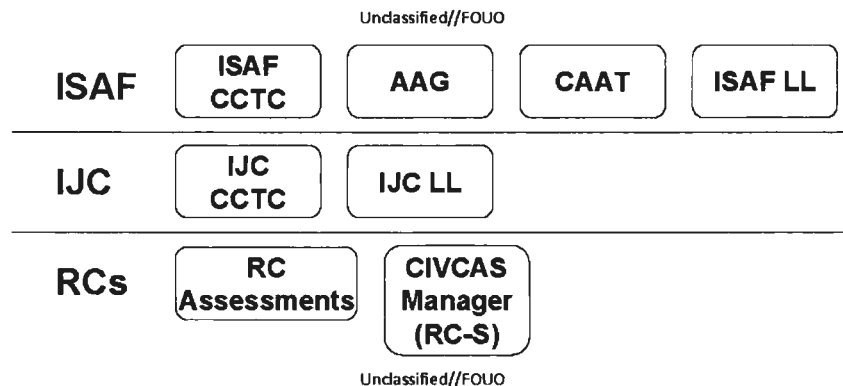 Unclassified//FOUO
ISAF
ISAF
CCTC
AAG
CAAT
ISAF LL
IJC
IJC
CCTC
IJC LL
RCs
RC
Assessments
CIVCAS
Manager
(RC-S)
Unclassified//FOUO